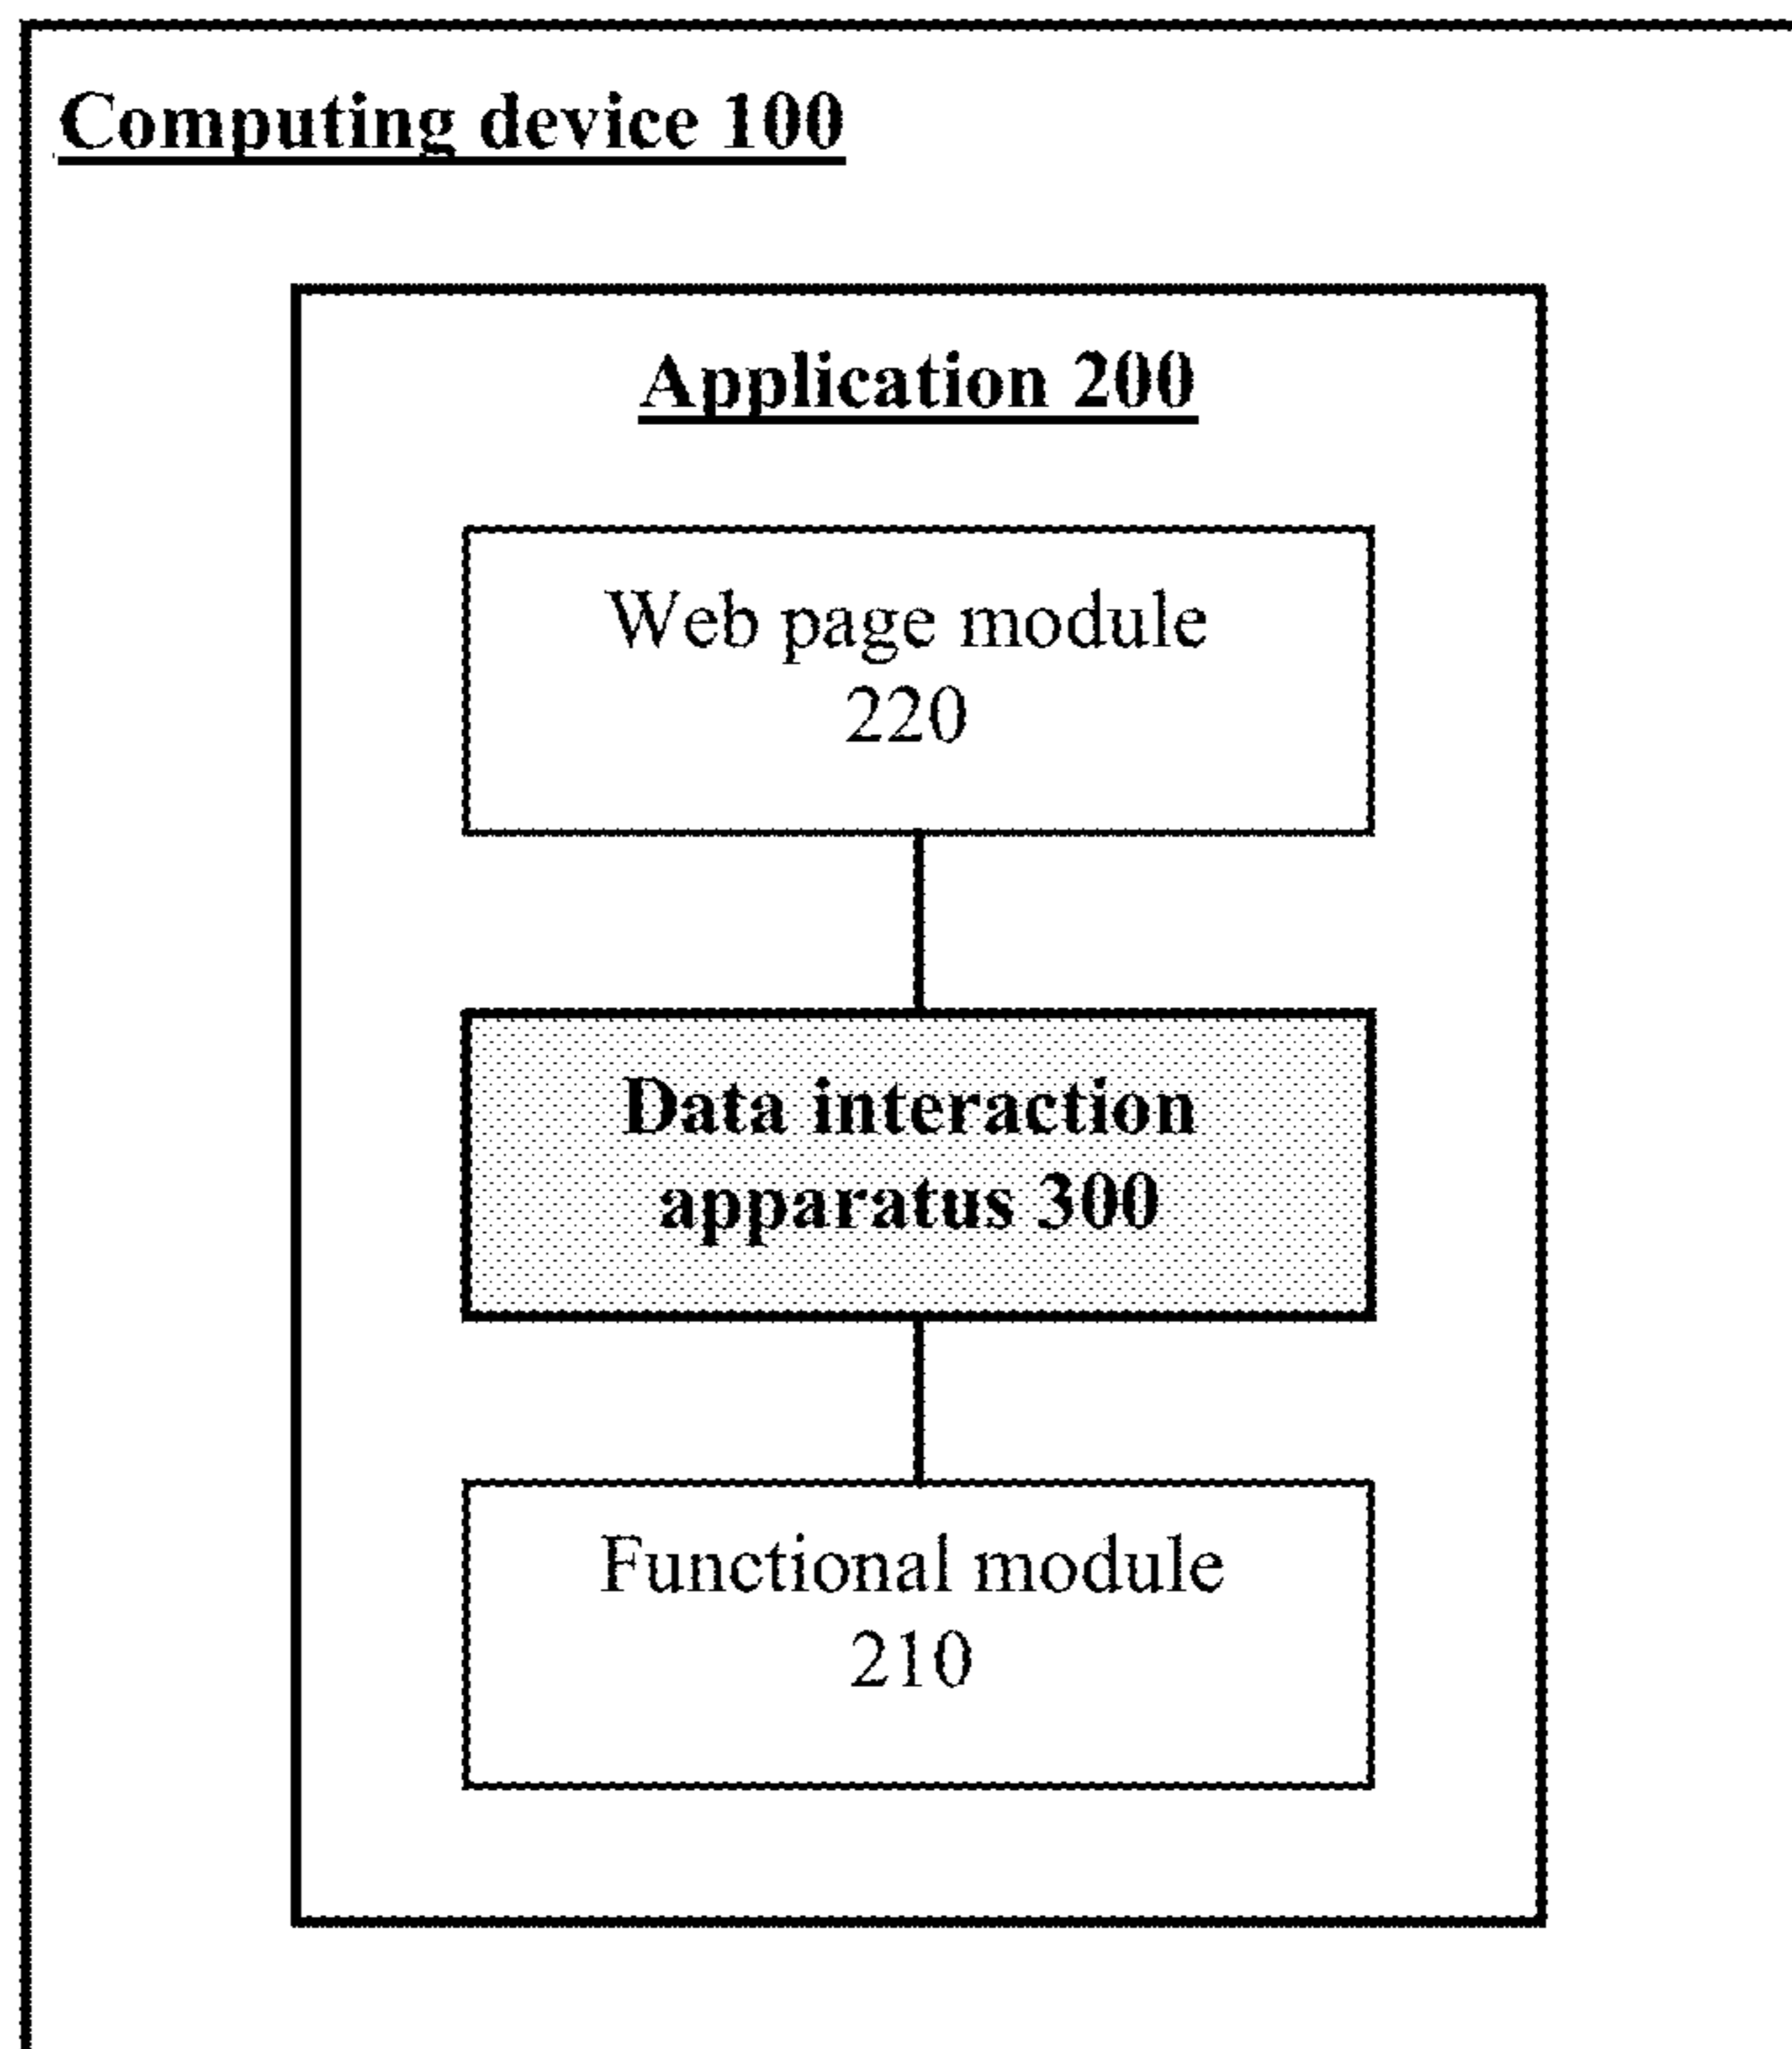 Computing device 100
Application 200
Web page module
220
Data interaction
apparatus 300
Functional module
210